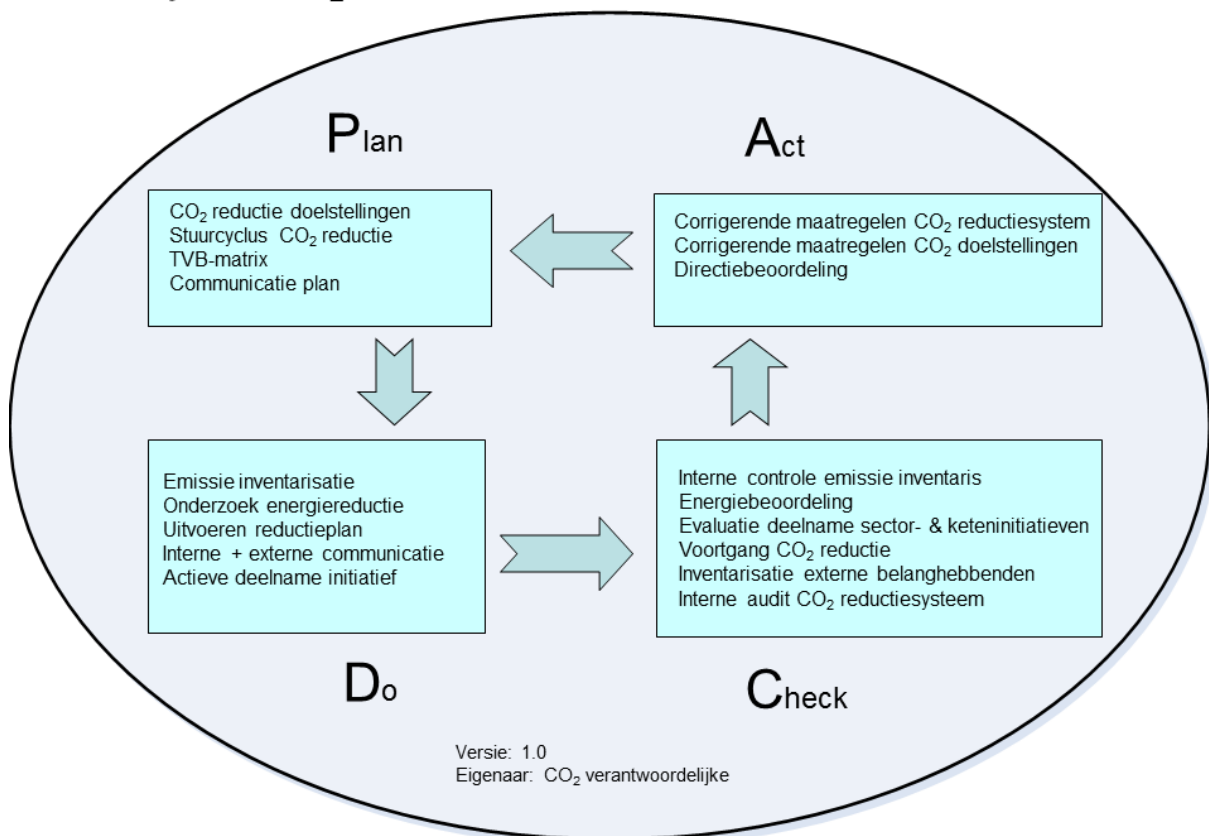 Plan
CO₂ reductie doelstellingen
Stuurcyclus CO₂ reductie
TVB-matrix
Communicatie plan
Act
Corrigerende maatregelen CO₂ reductiesystem
Corrigerende maatregelen CO₂ doelstellingen
Directiebeoordeling
Emissie inventarisatie
Onderzoek energiereductie
Uitvoeren reductieplan
Interne + externe communicatie
Actieve deelname initiatief
Do
Interne controle emissie inventaris
Energiebeoordeling
Evaluatie deelname sector- & keteninitiatieven
Voortgang CO₂ reductie
Inventarisatie externe belanghebbenden
Interne audit CO₂ reductiesysteem
Check
Versie: 1.0
Eigenaar: CO₂ verantwoordelijke